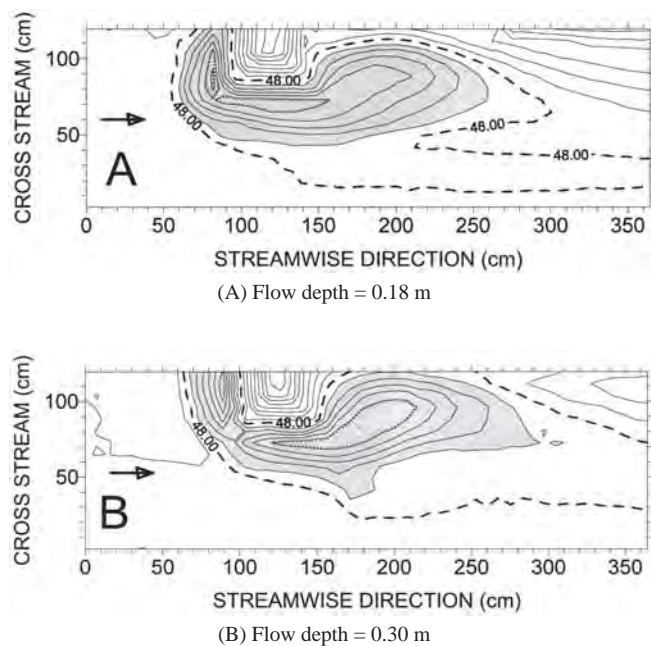 CROSS STREAM (cm)
100
50
0
48.00
48.00
48.00
48.00
A
0 50 100 150 200 250 300 350
STREAMWISE DIRECTION (cm)
(A) Flow depth = 0.18 m
CROSS STREAM (cm)
100
50
0
48.00
48.00
B
0 50 100 150 200 250 300 350
STREAMWISE DIRECTION (cm)
(B) Flow depth = 0.30 m